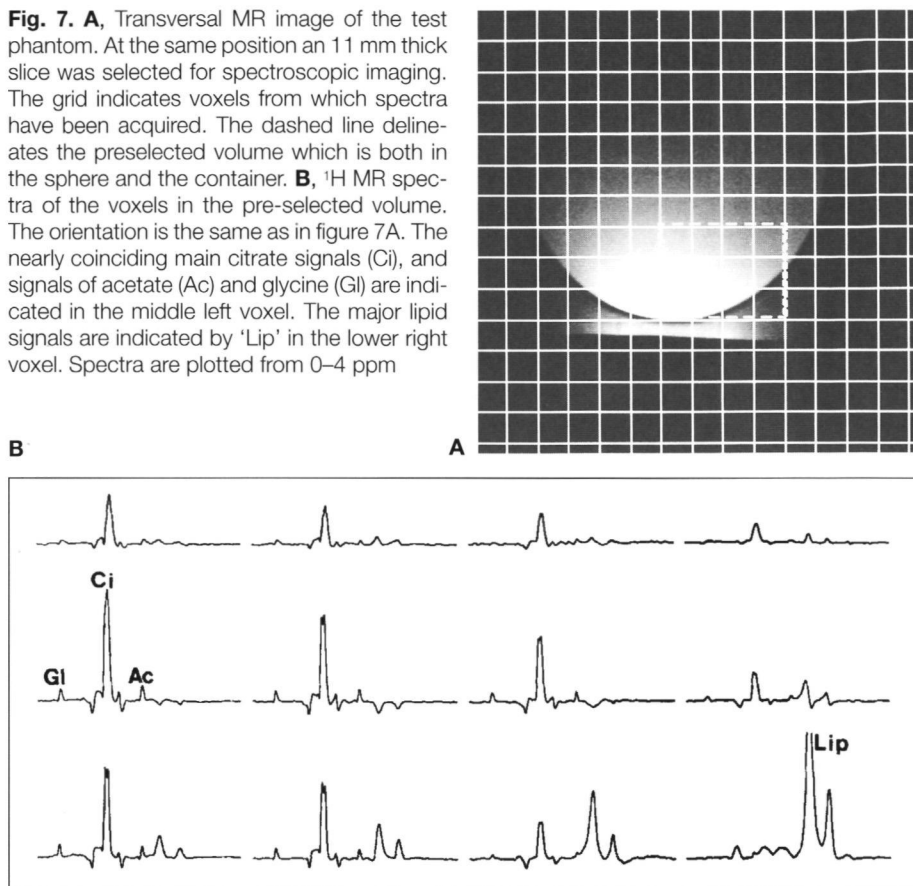 Fig. 7. A, Transversal MR image of the test
phantom. At the same position an 11 mm thick
slice was selected for spectroscopic imaging.
The grid indicates voxels from which spectra
have been acquired. The dashed line deline-
ates the preselected volume which is both in
the sphere and the container. B, ¹H MR spec-
tra of the voxels in the pre-selected volume.
The orientation is the same as in figure 7A. The
nearly coinciding main citrate signals (Ci), and
signals of acetate (Ac) and glycine (Gl) are indi-
cated in the middle left voxel. The major lipid
signals are indicated by 'Lip' in the lower right
voxel. Spectra are plotted from 0–4 ppm
B
A
Ci
Gl
Ac
Lip